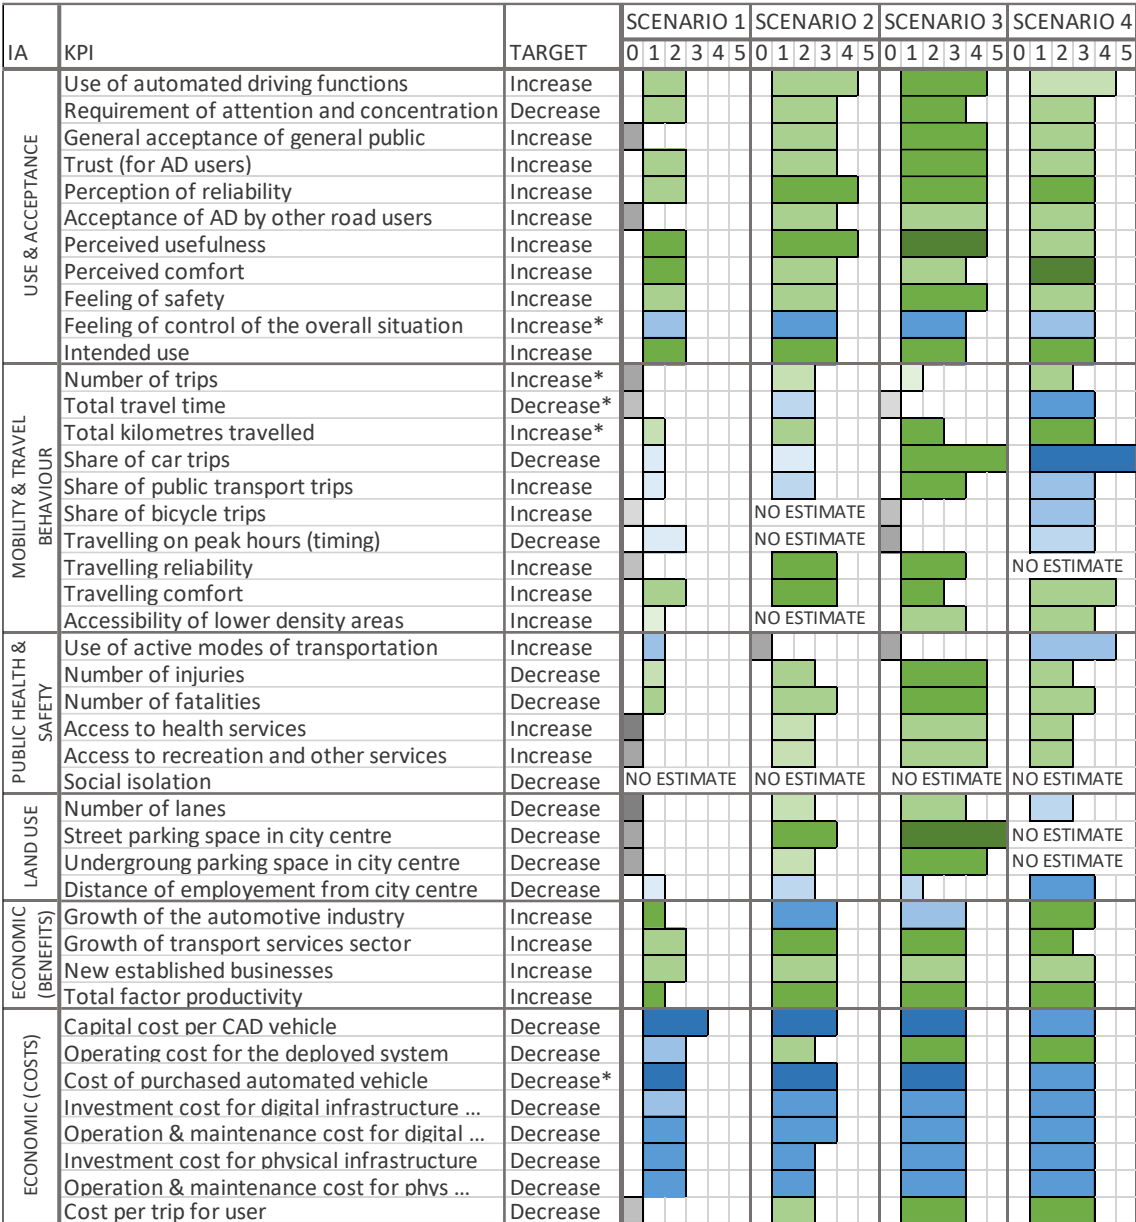 SCENARIO 1 SCENARIO 2 SCENARIO 3 SCENARIO 4
IA KPI TARGET 0 1 2 3 4 5 0 1 2 3 4 5 0 1 2 3 4 5 0 1 2 3 4 5
USE & ACCEPTANCE
Use of automated driving functions Increase
Requirement of attention and concentration Decrease
General acceptance of general public Increase
Trust (for AD users) Increase
Perception of reliability Increase
Acceptance of AD by other road users Increase
Perceived usefulness Increase
Perceived comfort Increase
Feeling of safety Increase
Feeling of control of the overall situation Increase*
Intended use Increase
MOBILITY & TRAVEL
BEHAVIOUR
Number of trips Increase*
Total travel time Decrease*
Total kilometres travelled Increase*
Share of car trips Decrease
Share of public transport trips Increase
Share of bicycle trips Increase NO ESTIMATE
Travelling on peak hours (timing) Decrease NO ESTIMATE
Travelling reliability Increase NO ESTIMATE
Travelling comfort Increase
Accessibility of lower density areas Increase NO ESTIMATE
PUBLIC HEALTH &
SAFETY
Use of active modes of transportation Increase
Number of injuries Decrease
Number of fatalities Decrease
Access to health services Increase
Access to recreation and other services Increase
Social isolation Decrease NO ESTIMATE NO ESTIMATE NO ESTIMATE NO ESTIMATE
LAND USE
Number of lanes Decrease
Street parking space in city centre Decrease NO ESTIMATE
Undergroung parking space in city centre Decrease NO ESTIMATE
Distance of employement from city centre Decrease
ECONOMIC
(BENEFITS)
Growth of the automotive industry Increase
Growth of transport services sector Increase
New established businesses Increase
Total factor productivity Increase
ECONOMIC (COSTS)
Capital cost per CAD vehicle Decrease
Operating cost for the deployed system Decrease
Cost of purchased automated vehicle Decrease*
Investment cost for digital infrastructure ... Decrease
Operation & maintenance cost for digital ... Decrease
Investment cost for physical infrastructure Decrease
Operation & maintenance cost for phys ... Decrease
Cost per trip for user Decrease